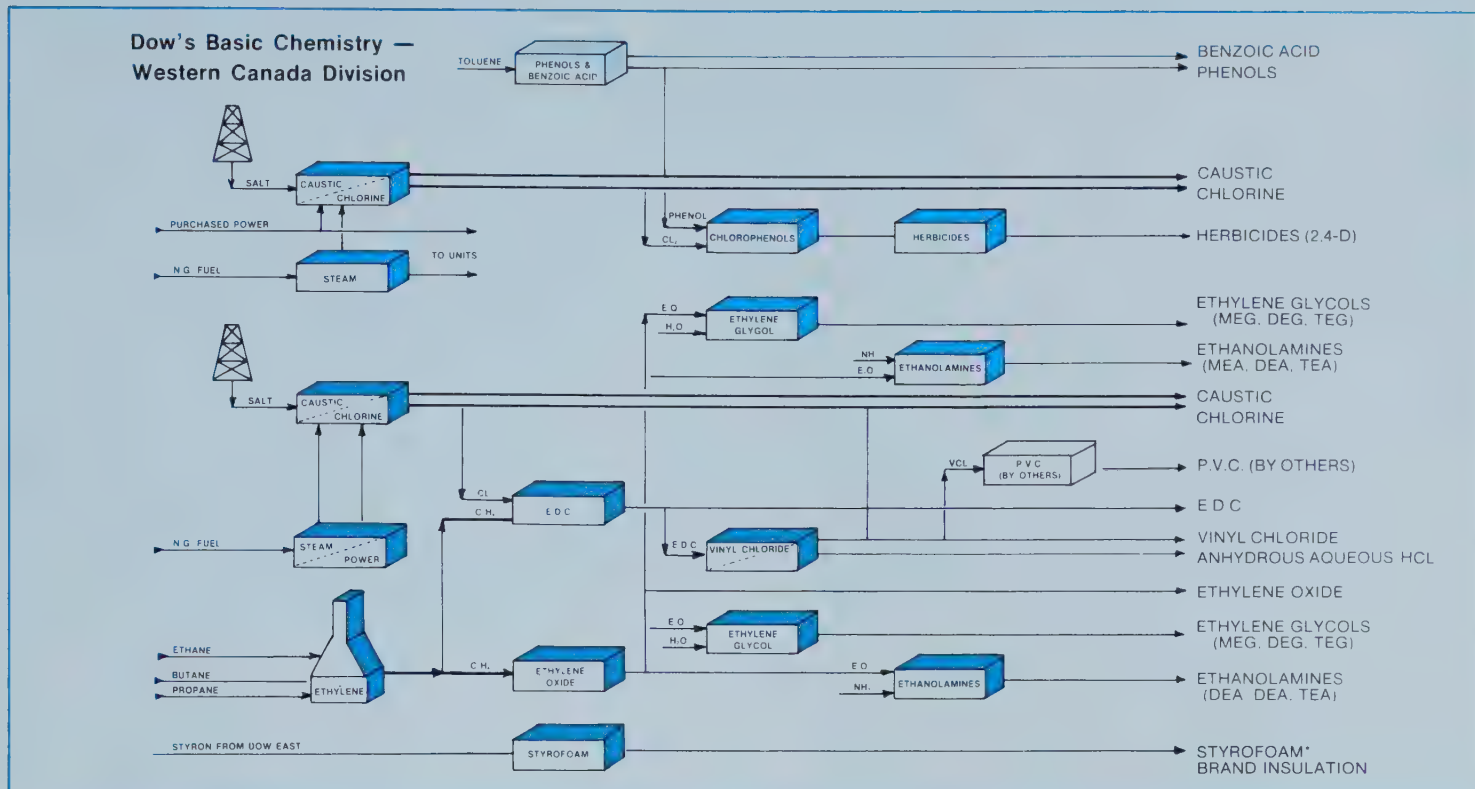 Dow's Basic Chemistry —
Western Canada Division
TOLUENE
PHENOLS &
BENZOIC ACID
BENZOIC ACID
PHENOLS
SALT
CAUSTIC
CHLORINE
CAUSTIC
CHLORINE
PURCHASED POWER
PHENOL
CL,
CHLOROPHENOLS
HERBICIDES
HERBICIDES (2,4-D)
TO UNITS
N.G. FUEL
STEAM
E.O
H,O
ETHYLENE
GLYGOL
ETHYLENE GLYCOLS
(MEG, DEG, TEG)
NH
E.O
ETHANOLAMINES
ETHANOLAMINES
(MEA, DEA, TEA)
SALT
CAUSTIC
CHLORINE
CAUSTIC
CHLORINE
VCL
P.V.C.
(BY OTHERS)
P.V.C. (BY OTHERS)
CL
C H,
E D C
E D C
N.G. FUEL
STEAM
POWER
E D C
VINYL CHLORIDE
VINYL CHLORIDE
ANHYDROUS AQUEOUS HCL
ETHYLENE OXIDE
ETHANE
BUTANE
PROPANE
ETHYLENE
C H,
ETHYLENE
OXIDE
E.O
H,O
ETHYLENE
GLYCOL
ETHYLENE GLYCOLS
(MEG, DEG, TEG)
E.O
NH,
ETHANOLAMINES
ETHANOLAMINES
(DEA DEA, TEA)
STYRON FROM DOW EAST
STYROFOAM
STYROFOAM*
BRAND INSULATION